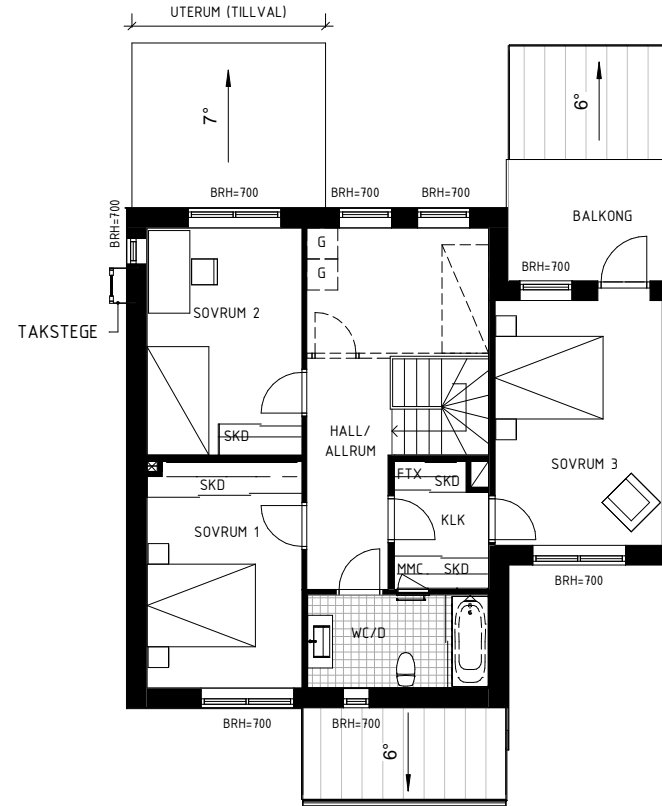 UTERUM (TILLVAL)
7°
6°
BRH=700
BRH=700
BRH=700
BRH=700
BALKONG
G
G
BRH=700
TAKSTEGE
SOVRUM 2
HALL/
ALLRUM
SKD
SOVRUM 3
SKD
FTX
SKD
SOVRUM 1
KLK
MMC.
SKD
BRH=700
WC/D
BRH=700
BRH=700
6°